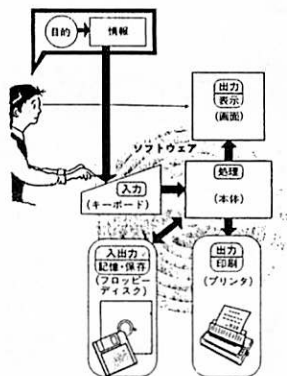 目的
情報
出力
表示
(画面)
ソフトウェア
入力
(キーボード)
処理
(本体)
入出力
記憶・保存
(フロッピー
ディスク)
出力
印刷
(プリンタ)